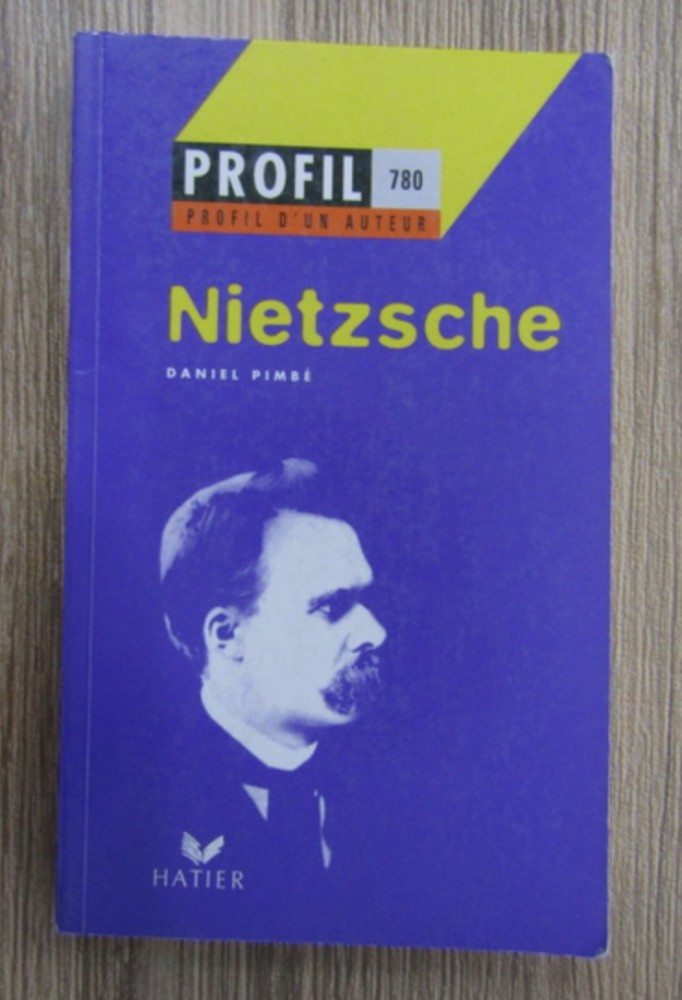 PROFIL 780
PROFIL D'UN AUTEUR
Nietzsche
DANIEL PIMBÉ
HATIER